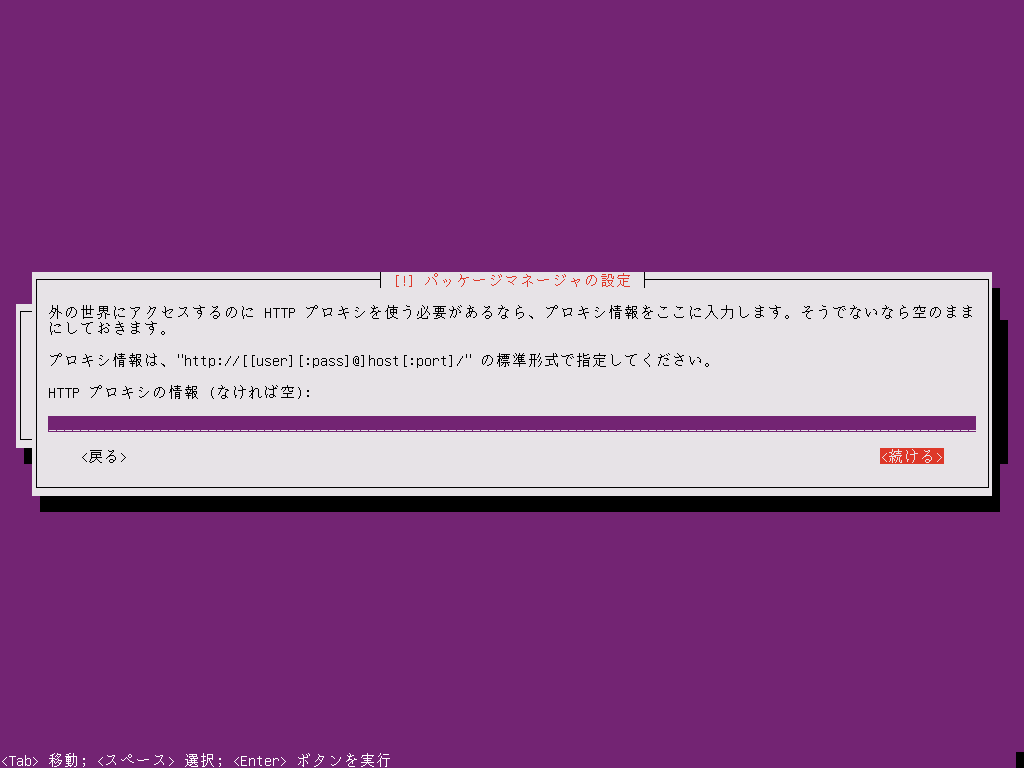 [!] パッケージマネージャの設定
外の世界にアクセスするのに HTTP プロキシを使う必要があるなら、プロキシ情報をここに入力します。そうでないなら空のまま
にしておきます。
プロキシ情報は、"http://[[user][:pass]@]host[:port]/" の標準形式で指定してください。
HTTP プロキシの情報 (なければ空):
<戻る> <続ける>
<Tab> 移動; <スペース> 選択; <Enter> ボタンを実行